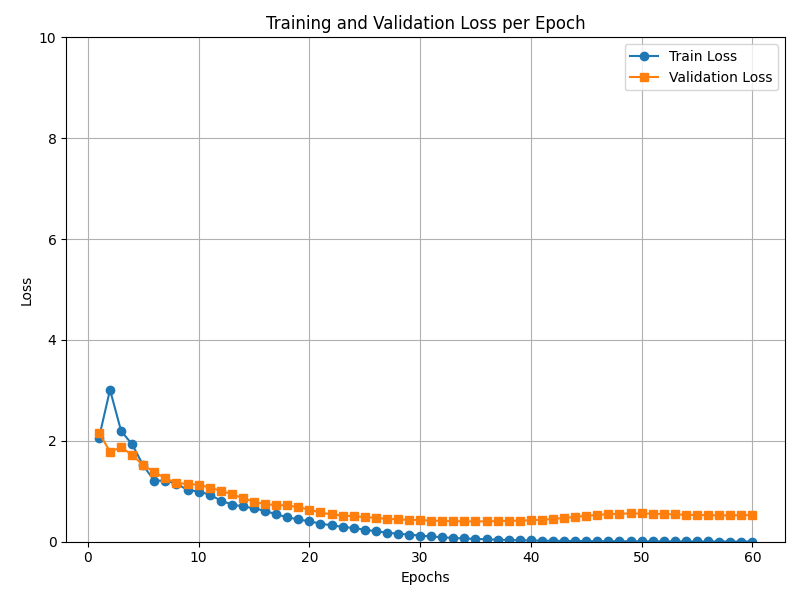 Training and Validation Loss per Epoch
Train Loss
Validation Loss
10
8
6
4
2
0
Loss
0 10 20 30 40 50 60
Epochs